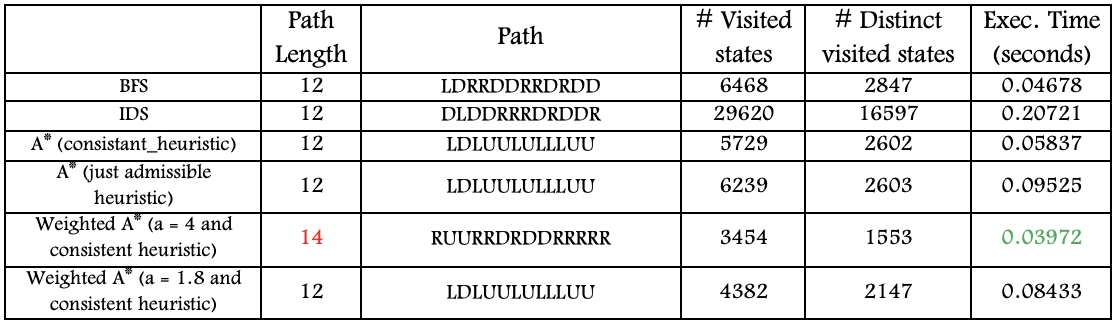 Path Length | Path | # Visited states | # Distinct visited states | Exec. Time (seconds)
BFS | 12 | LDRRDDRRDRDD | 6468 | 2847 | 0.04678
IDS | 12 | DLDDRRRDRDDR | 29620 | 16597 | 0.20721
A* (consistant_heuristic) | 12 | LDLUULULLLUU | 5729 | 2602 | 0.05837
A* (just admissible heuristic) | 12 | LDLUULULLLUU | 6239 | 2603 | 0.09525
Weighted A* (a = 4 and consistent heuristic) | 14 | RUURRDRDDRRRRR | 3454 | 1553 | 0.03972
Weighted A* (a = 1.8 and consistent heuristic) | 12 | LDLUULULLLUU | 4382 | 2147 | 0.08433